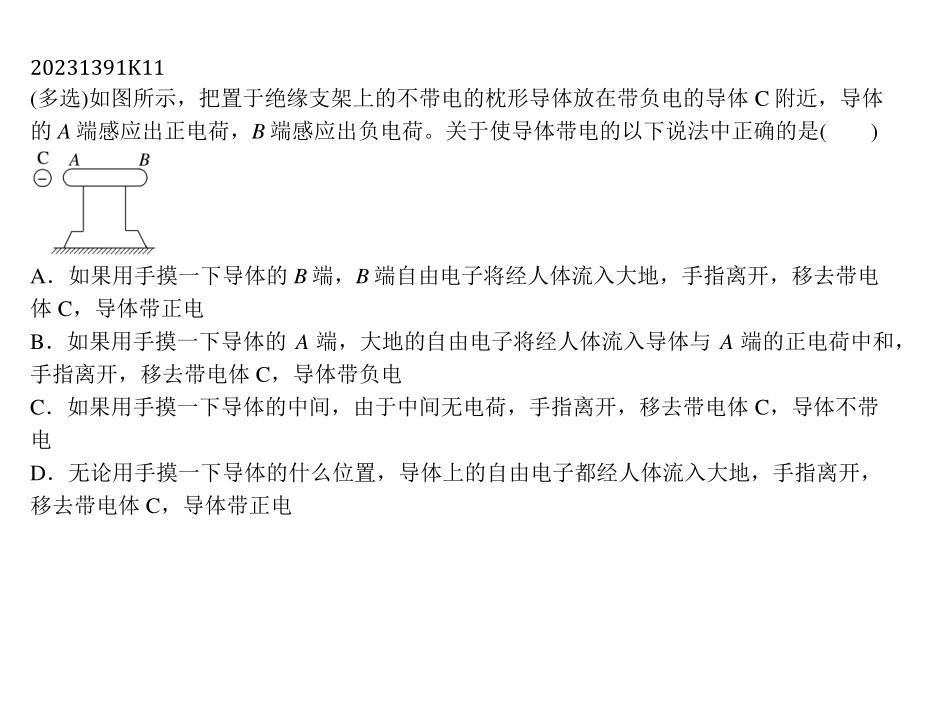 20231391K11
(多选)如图所示，把置于绝缘支架上的不带电的枕形导体放在带负电的导体 C 附近，导体
的 A 端感应出正电荷，B 端感应出负电荷。关于使导体带电的以下说法中正确的是(　　)
C A B
−
A．如果用手摸一下导体的 B 端，B 端自由电子将经人体流入大地，手指离开，移去带电
体 C，导体带正电
B．如果用手摸一下导体的 A 端，大地的自由电子将经人体流入导体与 A 端的正电荷中和，
手指离开，移去带电体 C，导体带负电
C．如果用手摸一下导体的中间，由于中间无电荷，手指离开，移去带电体 C，导体不带
电
D．无论用手摸一下导体的什么位置，导体上的自由电子都经人体流入大地，手指离开，
移去带电体 C，导体带正电